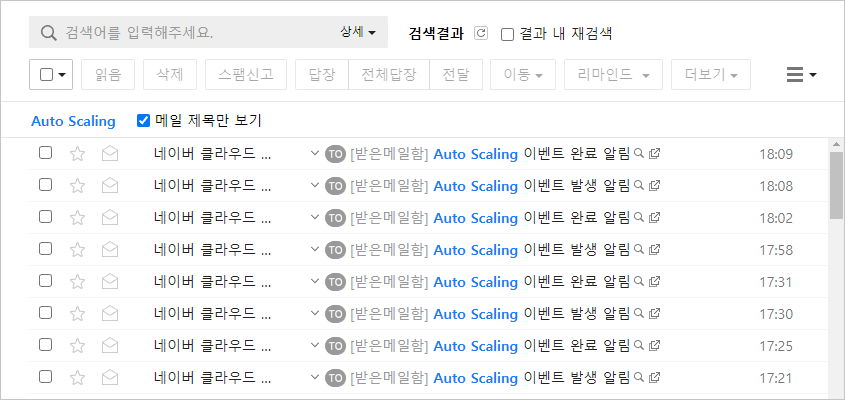 검색어를 입력해주세요. 상세 검색결과 결과 내 재검색
읽음 삭제 스팸신고 답장 전체답장 전달 이동 리마인드 더보기
Auto Scaling 메일 제목만 보기
네이버 클라우드 ... TO [받은메일함] Auto Scaling 이벤트 완료 알림 18:09
네이버 클라우드 ... TO [받은메일함] Auto Scaling 이벤트 발생 알림 18:08
네이버 클라우드 ... TO [받은메일함] Auto Scaling 이벤트 완료 알림 18:02
네이버 클라우드 ... TO [받은메일함] Auto Scaling 이벤트 발생 알림 17:58
네이버 클라우드 ... TO [받은메일함] Auto Scaling 이벤트 완료 알림 17:31
네이버 클라우드 ... TO [받은메일함] Auto Scaling 이벤트 발생 알림 17:30
네이버 클라우드 ... TO [받은메일함] Auto Scaling 이벤트 완료 알림 17:25
네이버 클라우드 ... TO [받은메일함] Auto Scaling 이벤트 발생 알림 17:21